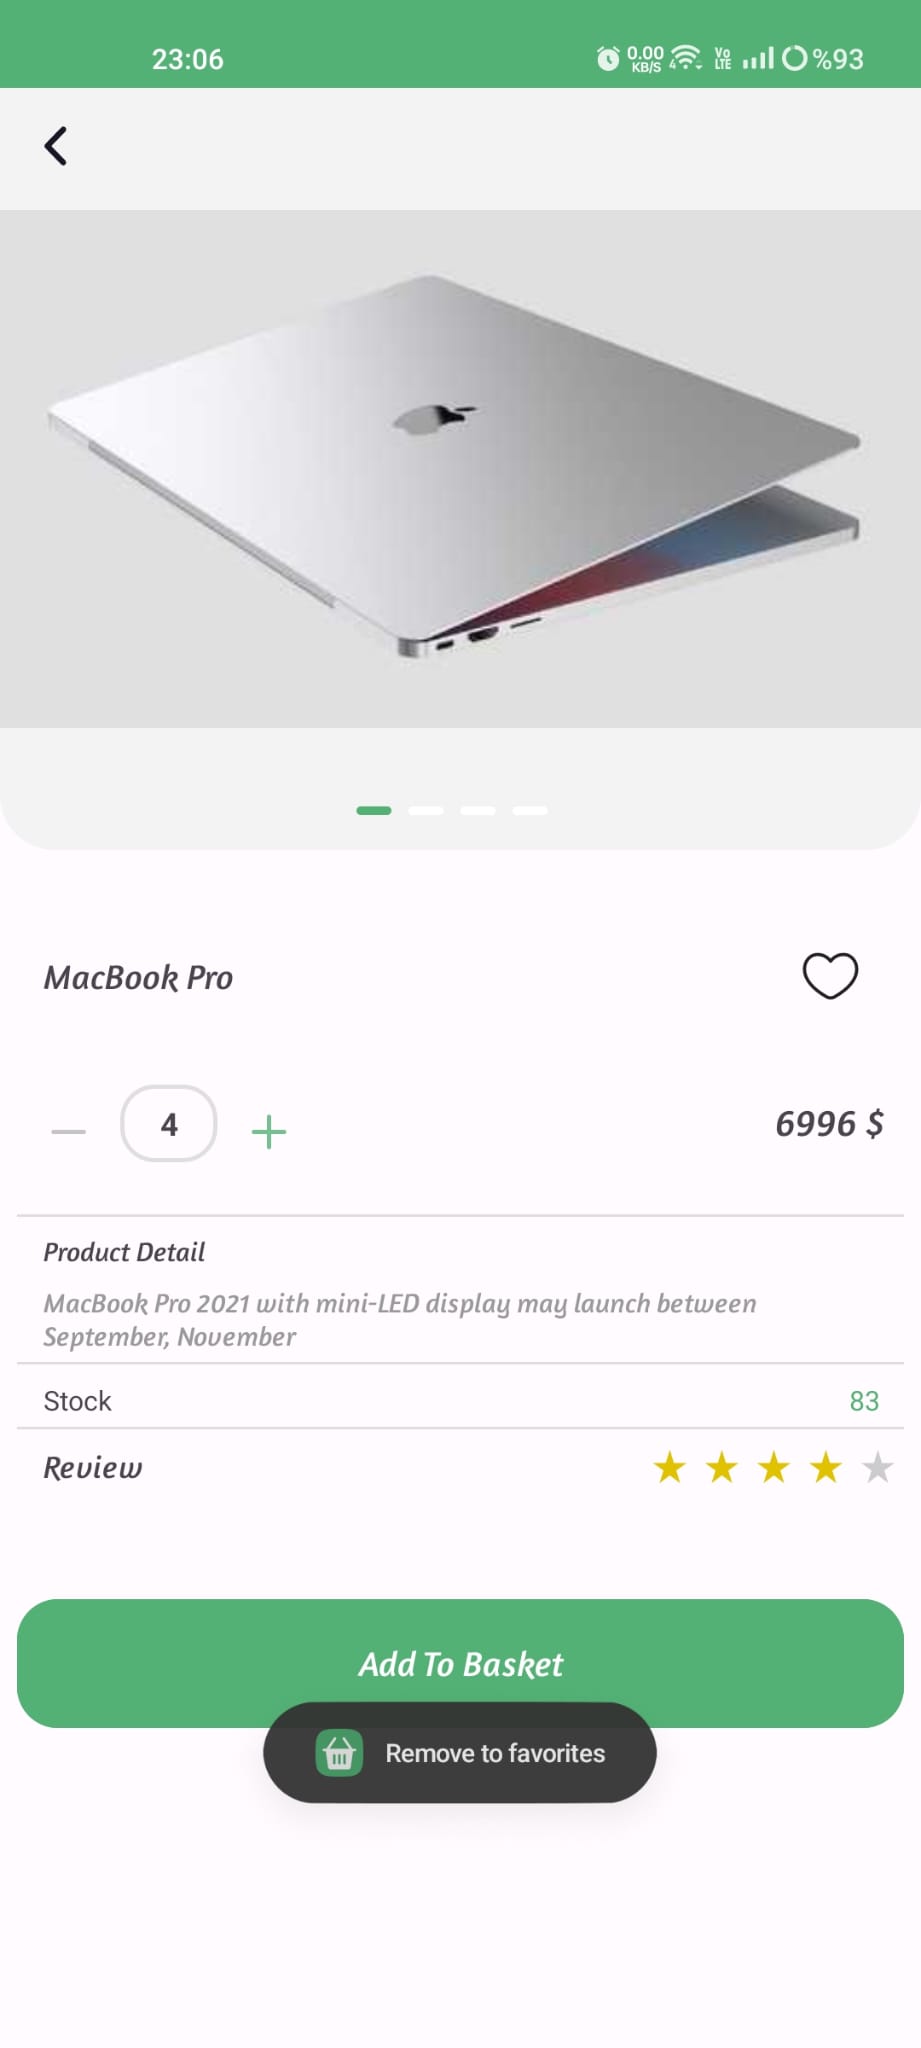 23:06
0.00
KB/S
4
Vo
LTE
%93
MacBook Pro
4
6996 $
Product Detail
MacBook Pro 2021 with mini-LED display may launch between
September, November
Stock
83
Review
Add To Basket
Remove to favorites